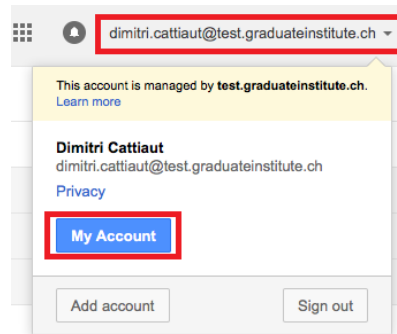 dimitri.cattiaut@test.graduateinstitute.ch
This account is managed by test.graduateinstitute.ch.
Learn more
Dimitri Cattiaut
dimitri.cattiaut@test.graduateinstitute.ch
Privacy
My Account
Add account Sign out